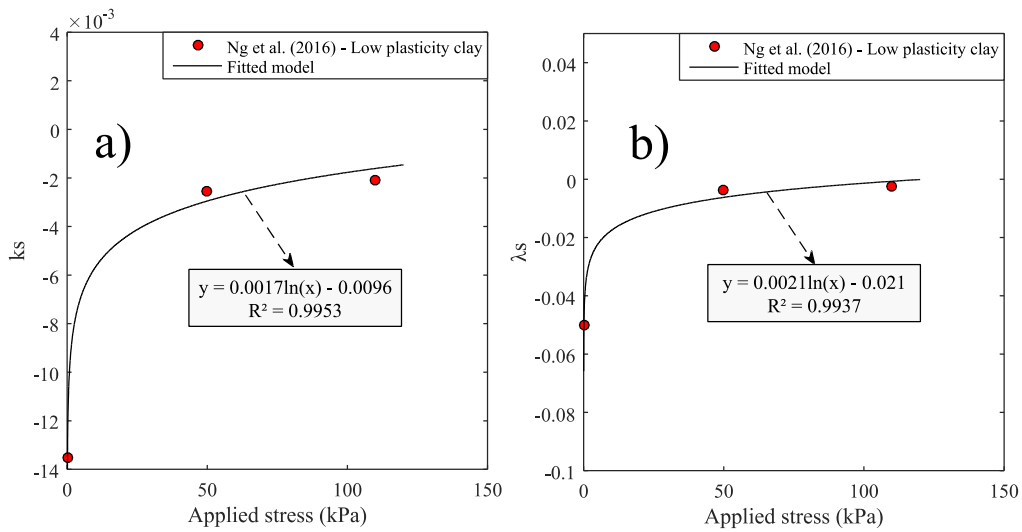 ×10⁻³
4
2
0
-2
-4
-6
-8
-10
-12
-14
ks
a)
Ng et al. (2016) - Low plasticity clay
Fitted model
y = 0.0017ln(x) - 0.0096
R² = 0.9953
0
50
100
150
Applied stress (kPa)
0.04
0.02
0
-0.02
-0.04
-0.06
-0.08
-0.1
λs
b)
Ng et al. (2016) - Low plasticity clay
Fitted model
y = 0.0021ln(x) - 0.021
R² = 0.9937
0
50
100
150
Applied stress (kPa)